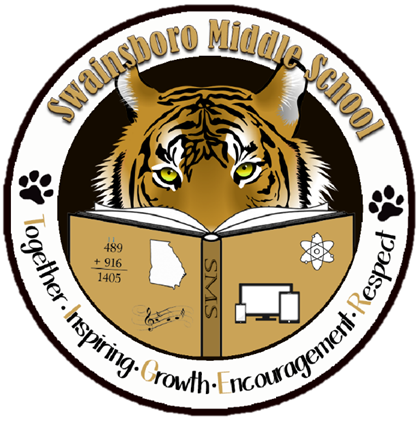 Swainsboro Middle School
489
+ 916
1405
SMS
Together · Inspiring · Growth · Encouragement · Respect